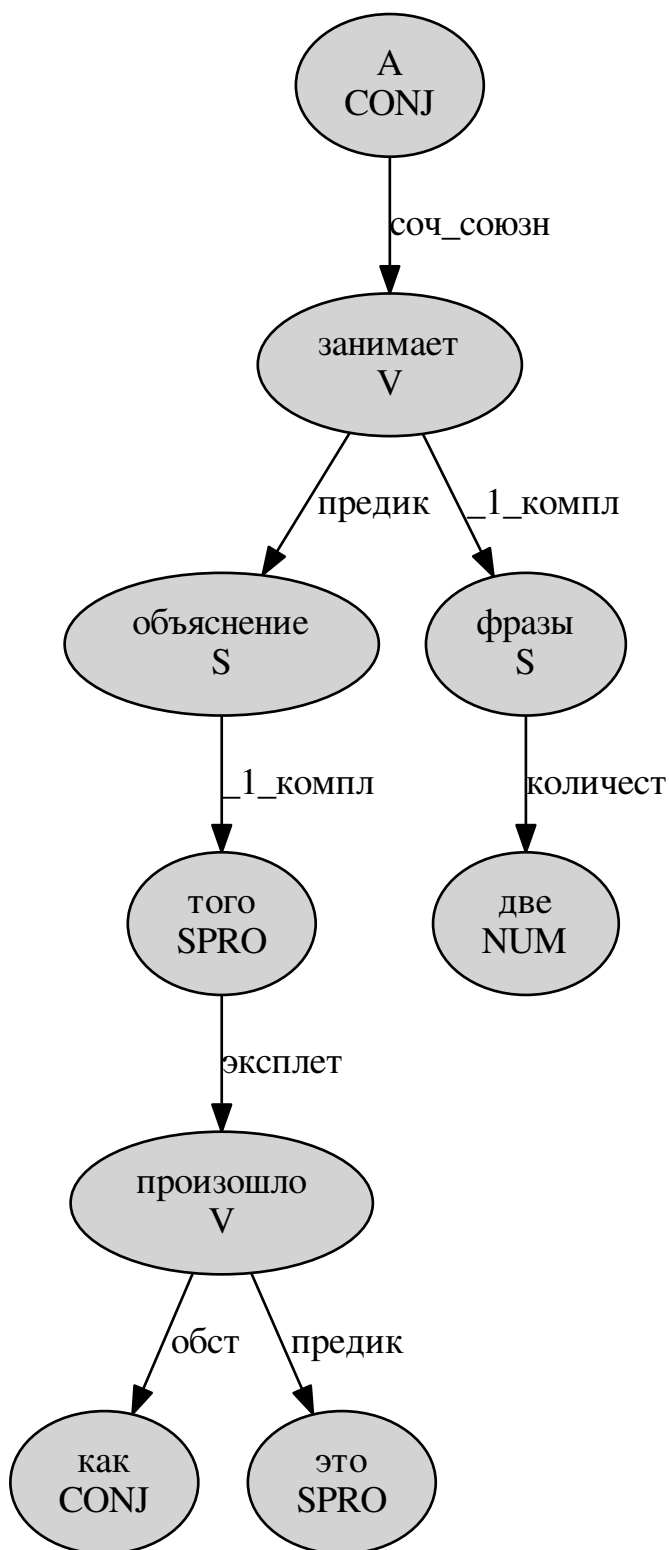 А
CONJ
соч_союзн
занимает
V
предик
_1_компл
объяснение
S
фразы
S
_1_компл
количест
того
SPRO
две
NUM
эксплет
произошло
V
обст
предик
как
CONJ
это
SPRO